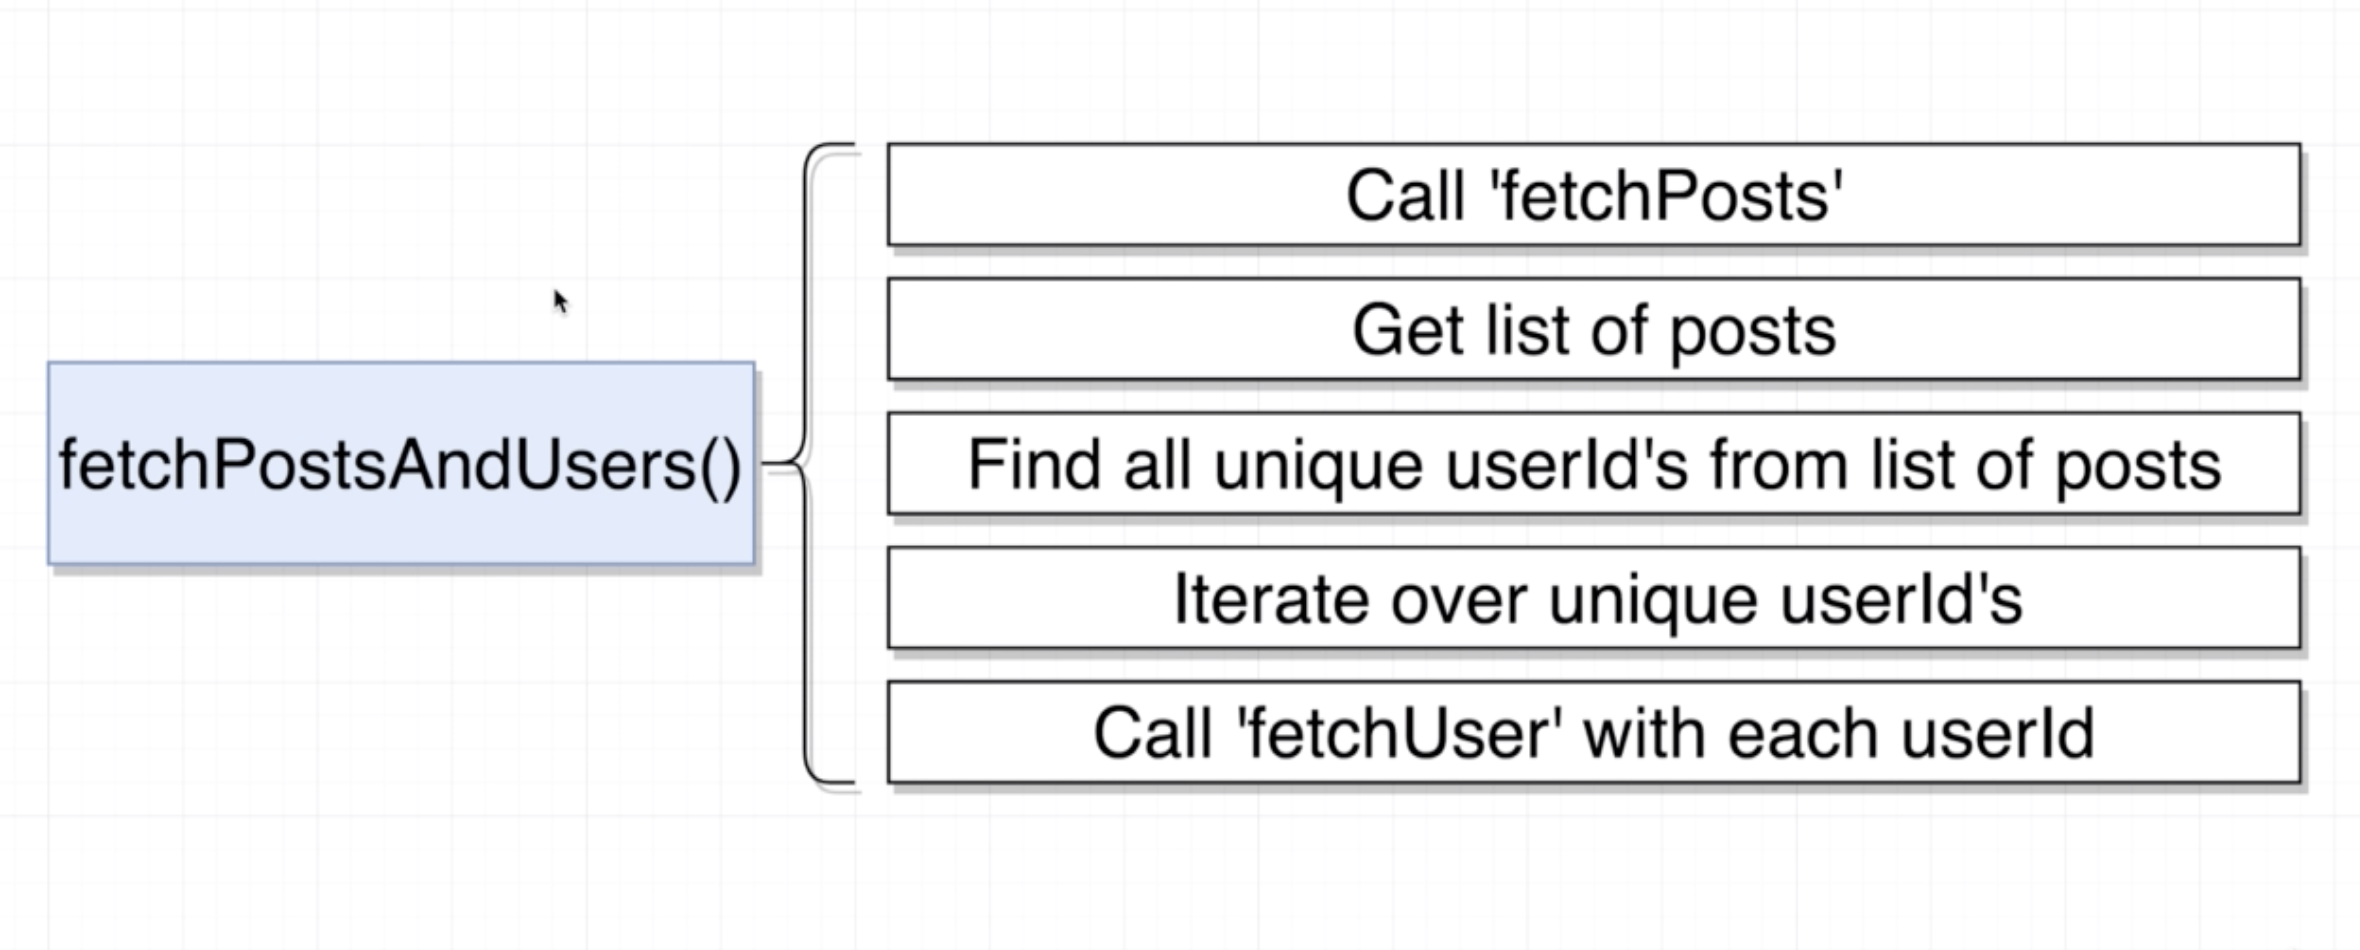 fetchPostsAndUsers()
Call 'fetchPosts'
Get list of posts
Find all unique userId's from list of posts
Iterate over unique userId's
Call 'fetchUser' with each userId